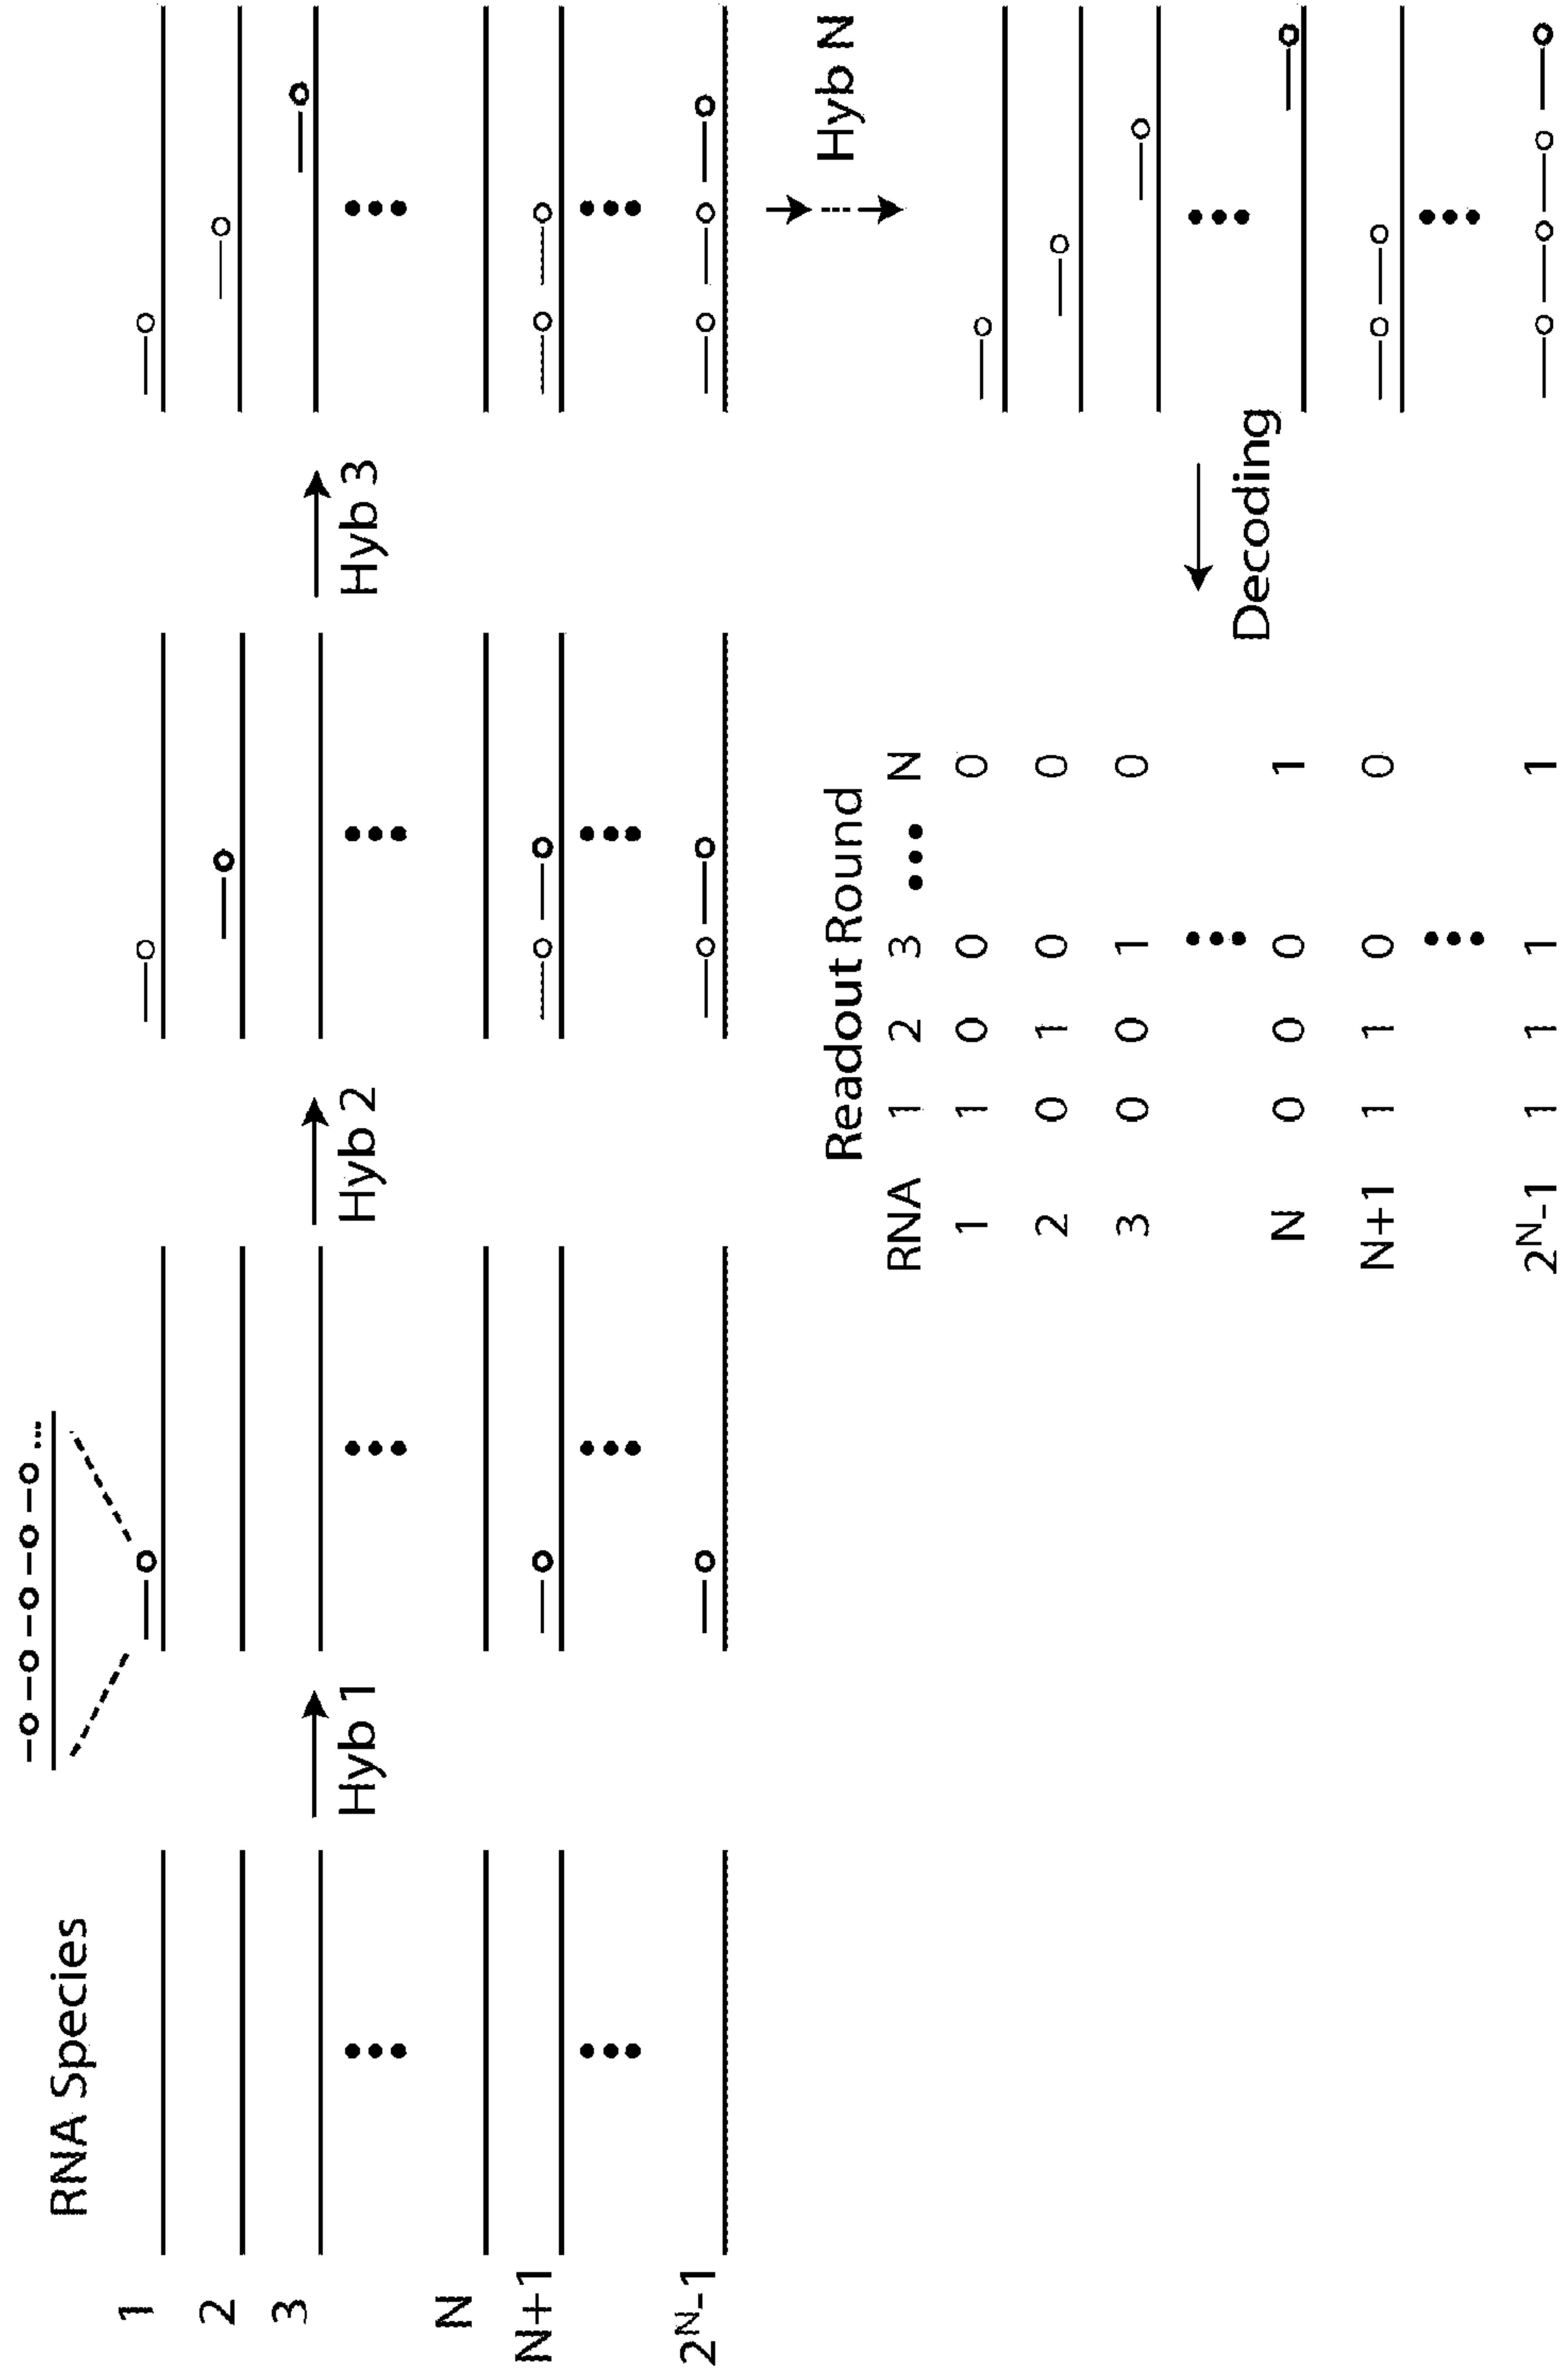 RNA Species
1
2
3
N
N+1
2ᴺ-1
Hyb 1
Hyb 2
Hyb 3
Hyb N
Decoding
Readout Round
RNA 1 2 3 ••• N
1 1 0 0 0
2 0 1 0 0
3 0 0 1 0
N 0 0 0 1
N+1 1 1 0 0
2ᴺ-1 1 1 1 1